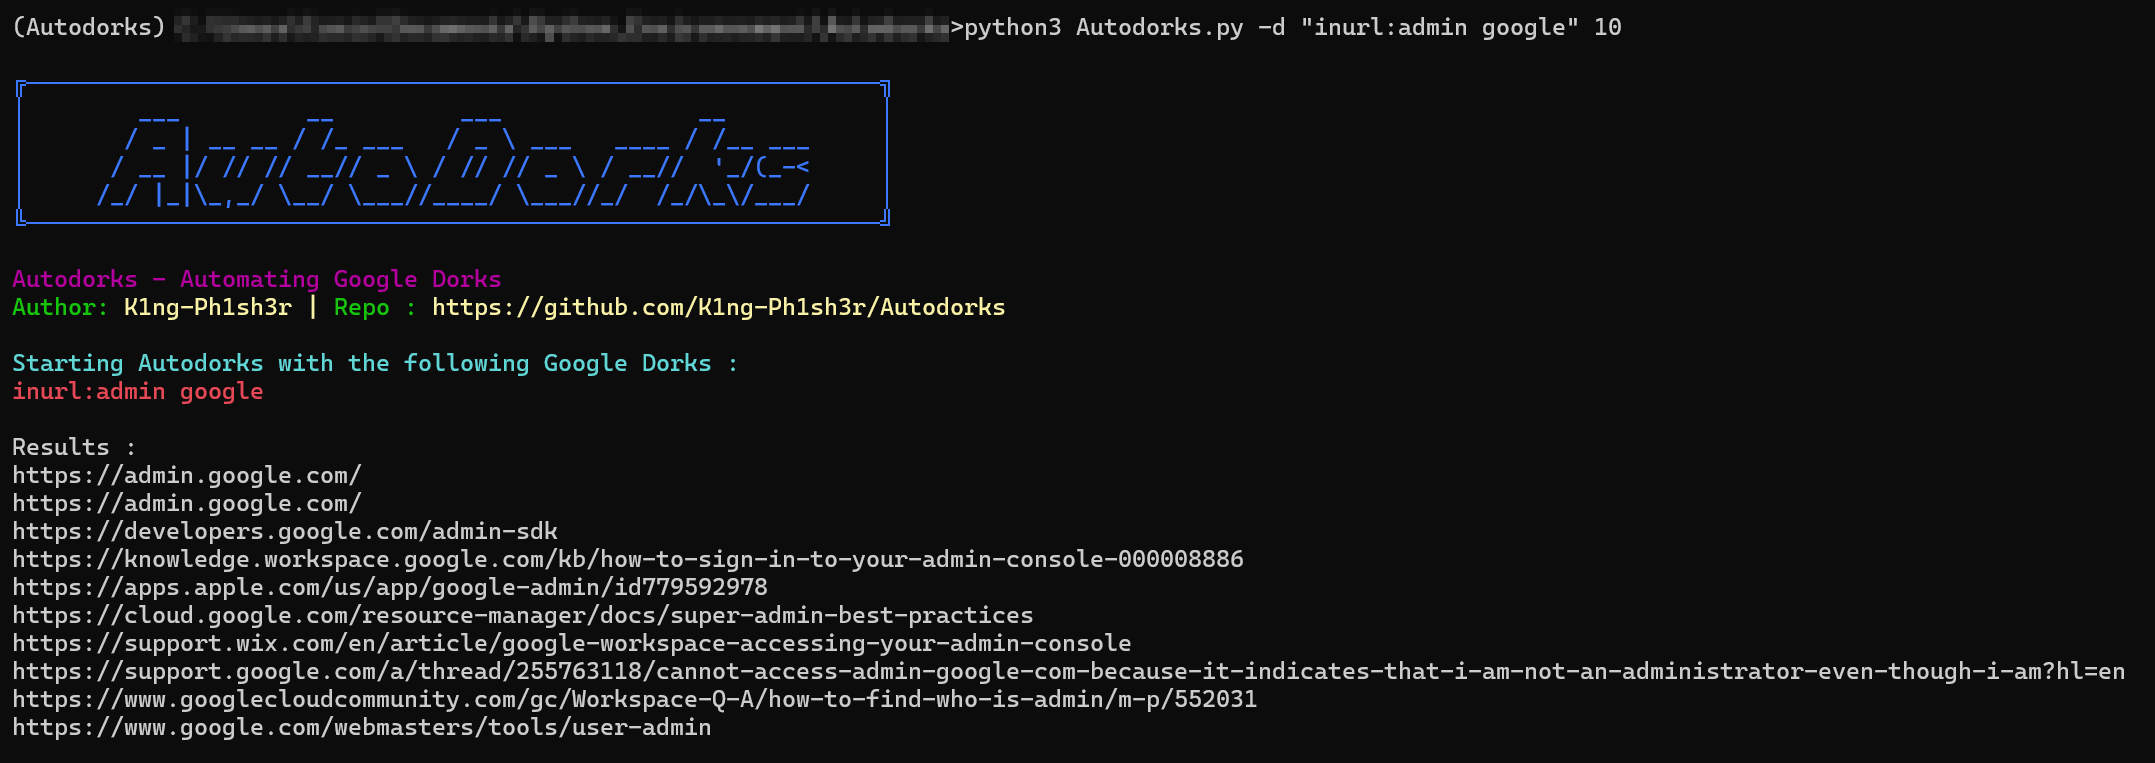 (Autodorks) >python3 Autodorks.py -d "inurl:admin google" 10
AutoDorks
Autodorks - Automating Google Dorks
Author: K1ng-Ph1sh3r | Repo : https://github.com/K1ng-Ph1sh3r/Autodorks
Starting Autodorks with the following Google Dorks :
inurl:admin google
Results :
https://admin.google.com/
https://admin.google.com/
https://developers.google.com/admin-sdk
https://knowledge.workspace.google.com/kb/how-to-sign-in-to-your-admin-console-000008886
https://apps.apple.com/us/app/google-admin/id779592978
https://cloud.google.com/resource-manager/docs/super-admin-best-practices
https://support.wix.com/en/article/google-workspace-accessing-your-admin-console
https://support.google.com/a/thread/255763118/cannot-access-admin-google-com-because-it-indicates-that-i-am-not-an-administrator-even-though-i-am?hl=en
https://www.googlecloudcommunity.com/gc/Workspace-Q-A/how-to-find-who-is-admin/m-p/552031
https://www.google.com/webmasters/tools/user-admin